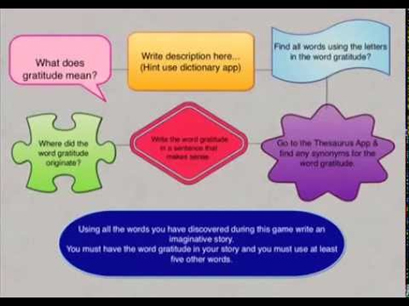 What does
gratitude mean?
Write description here...
(Hint use dictionary app)
Find all words using the letters
in the word gratitude?
Where did the
word gratitude
originate?
Write the word gratitude
in a sentence that
makes sense.
Go to the Thesaurus App &
find any synonyms for the
word gratitude.
Using all the words you have discovered during this game write an
imaginative story.
You must have the word gratitude in your story and you must use at least
five other words.